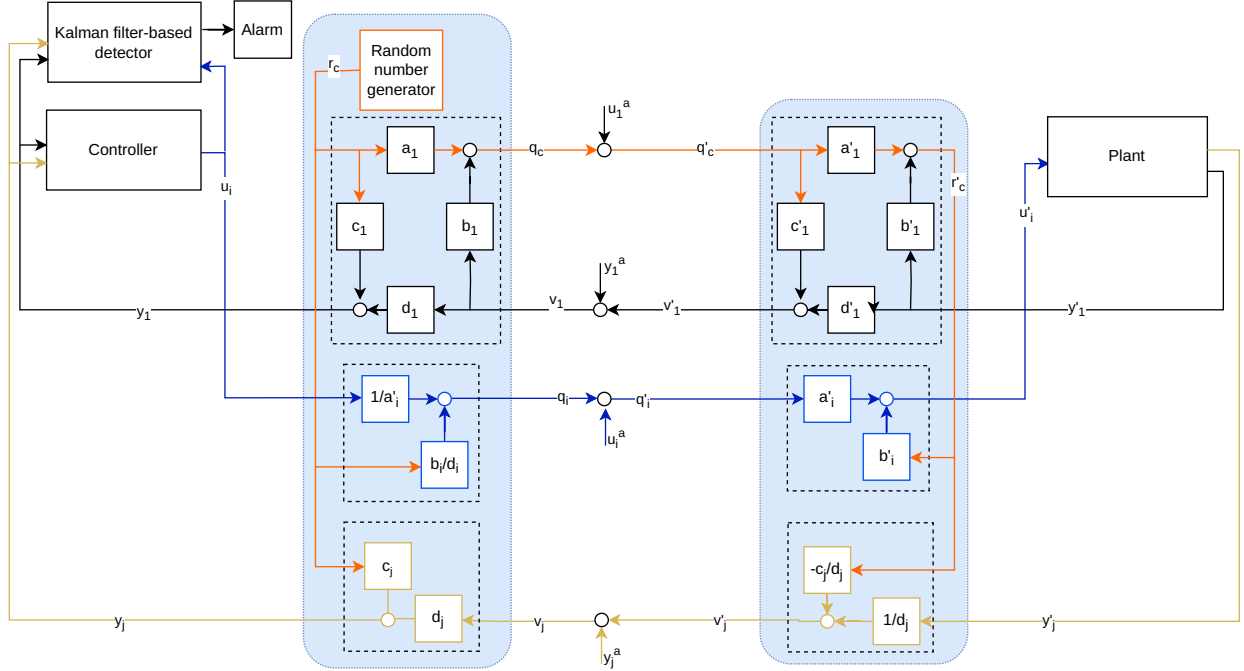 Kalman filter-based
detector
Alarm
Random
number
generator
r_c
Controller
Plant
u_i
u_1^a
a_1
q_c
q'_c
a'_1
r'_c
u'_i
c_1
b_1
c'_1
b'_1
y_1^a
y_1
d_1
v_1
v'_1
d'_1
y'_1
1/a'_i
q_i
q'_i
a'_i
u_i^a
b_i/d_i
b'_i
c_j
-c_j/d_j
y_j
d_j
v_j
v'_j
1/d_j
y'_j
y_j^a